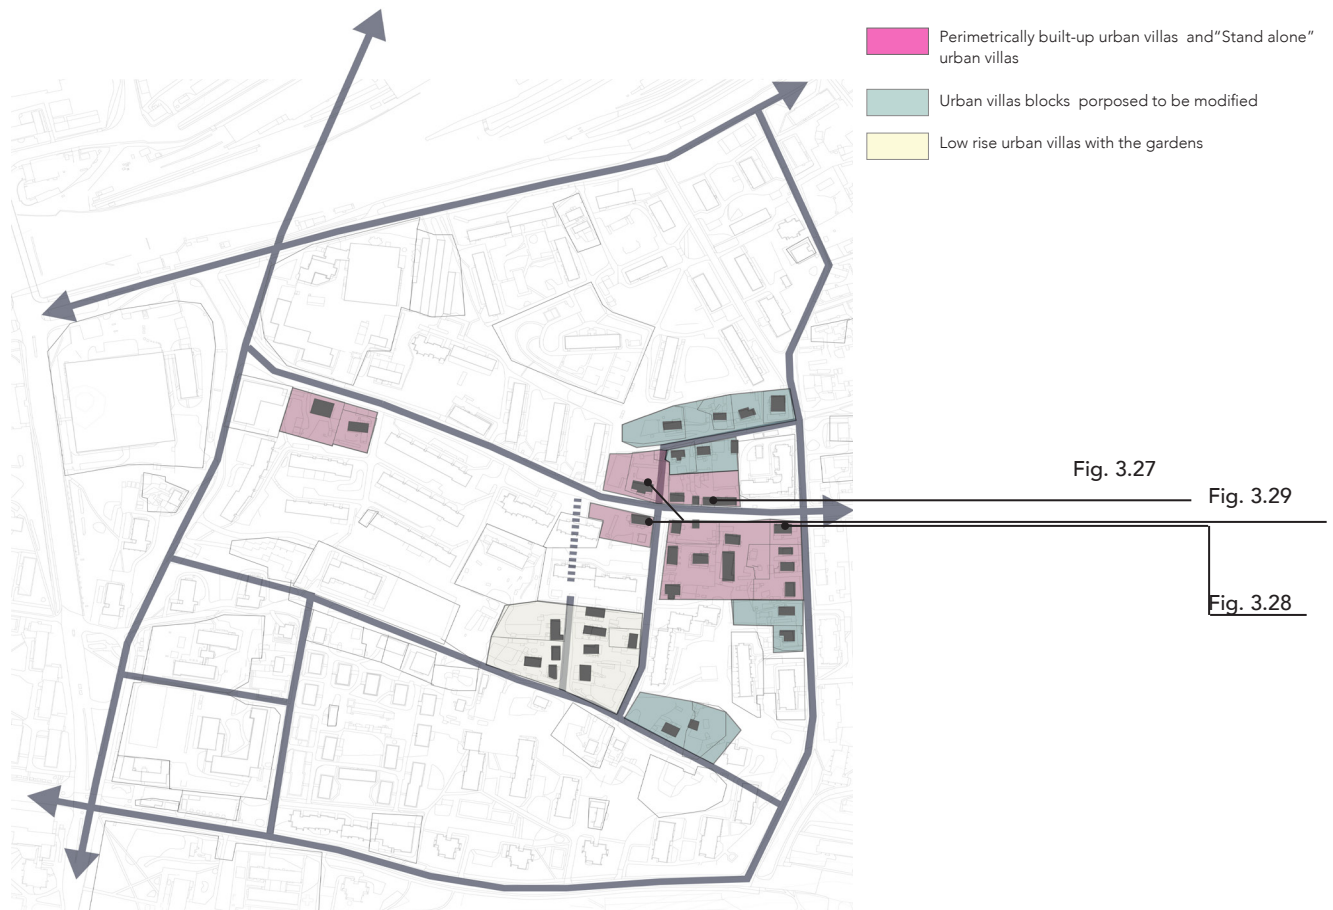 Perimetrically built-up urban villas and"Stand alone"
urban villas
Urban villas blocks porposed to be modified
Low rise urban villas with the gardens
Fig. 3.27
Fig. 3.29
Fig. 3.28